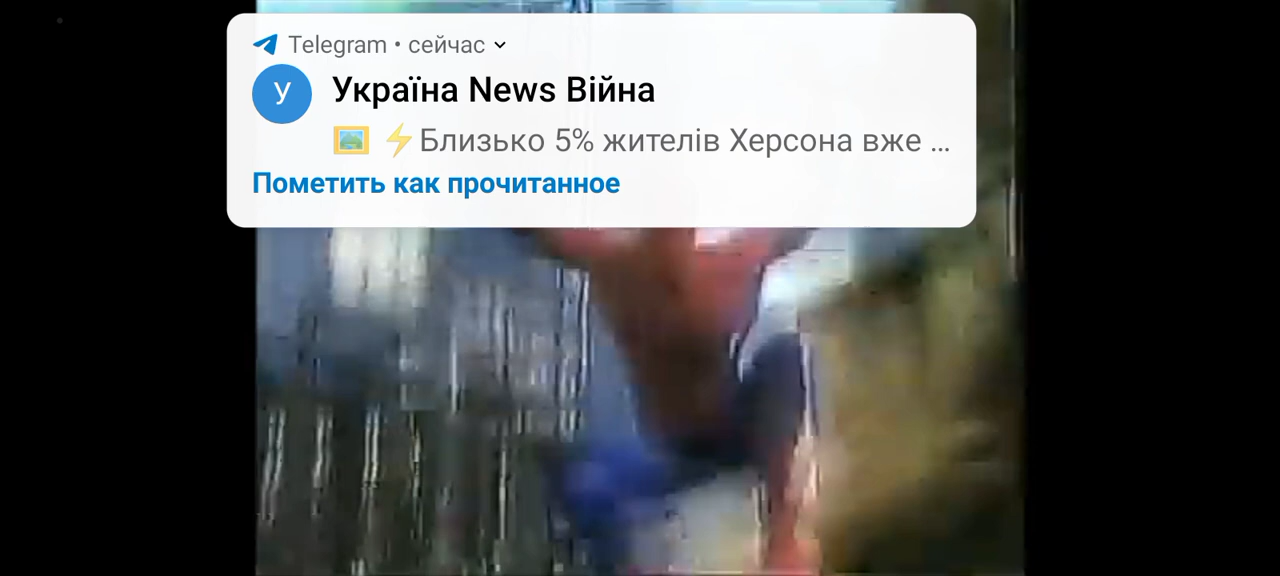 Telegram • сейчас
У
Україна News Війна
🖼️ ⚡Близько 5% жителів Херсона вже ...
Пометить как прочитанное